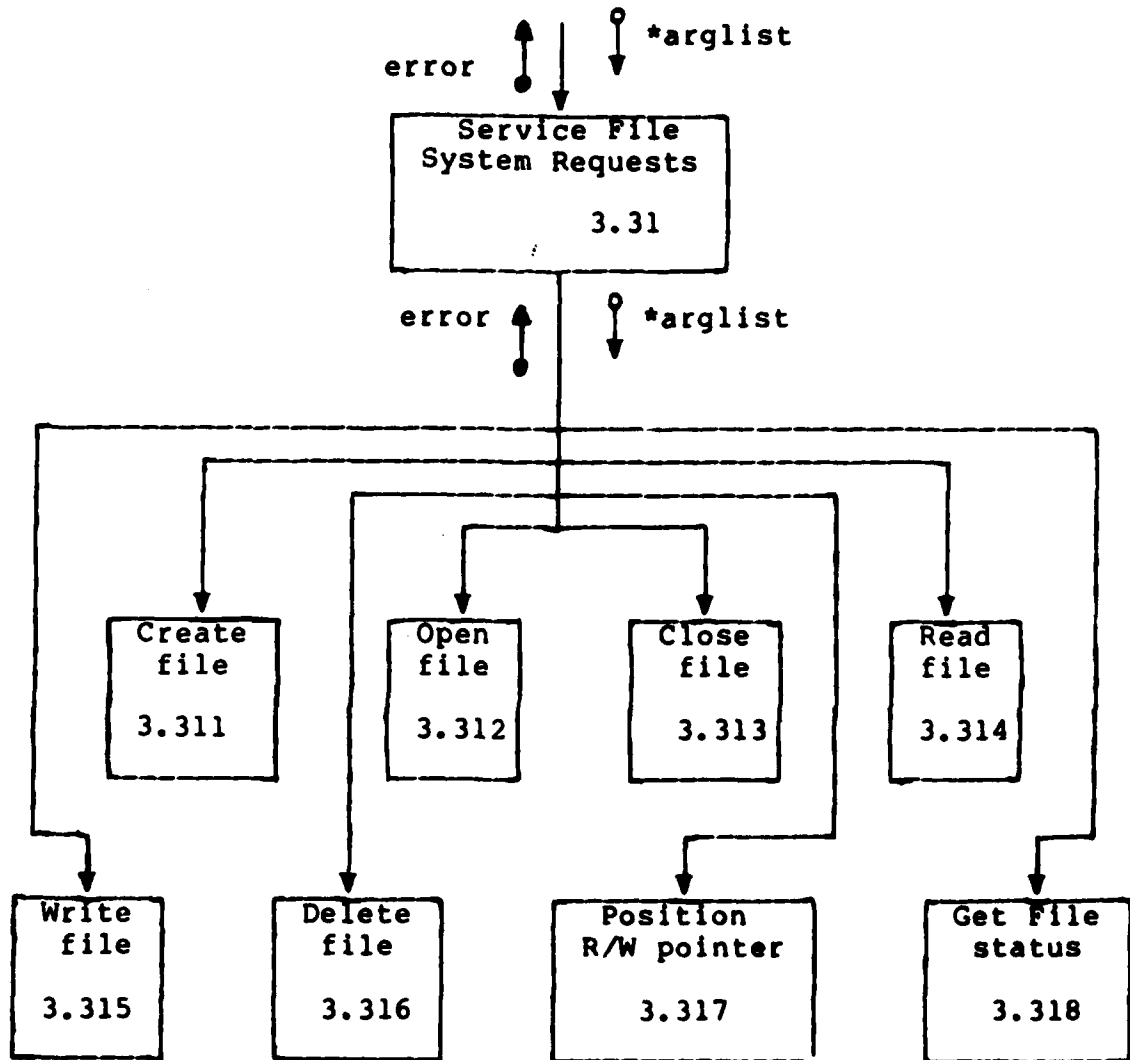 *arglist
error
Service File
System Requests
3.31
error
*arglist
Create
file
3.311
Open
file
3.312
Close
file
3.313
Read
file
3.314
Write
file
3.315
Delete
file
3.316
Position
R/W pointer
3.317
Get File
status
3.318